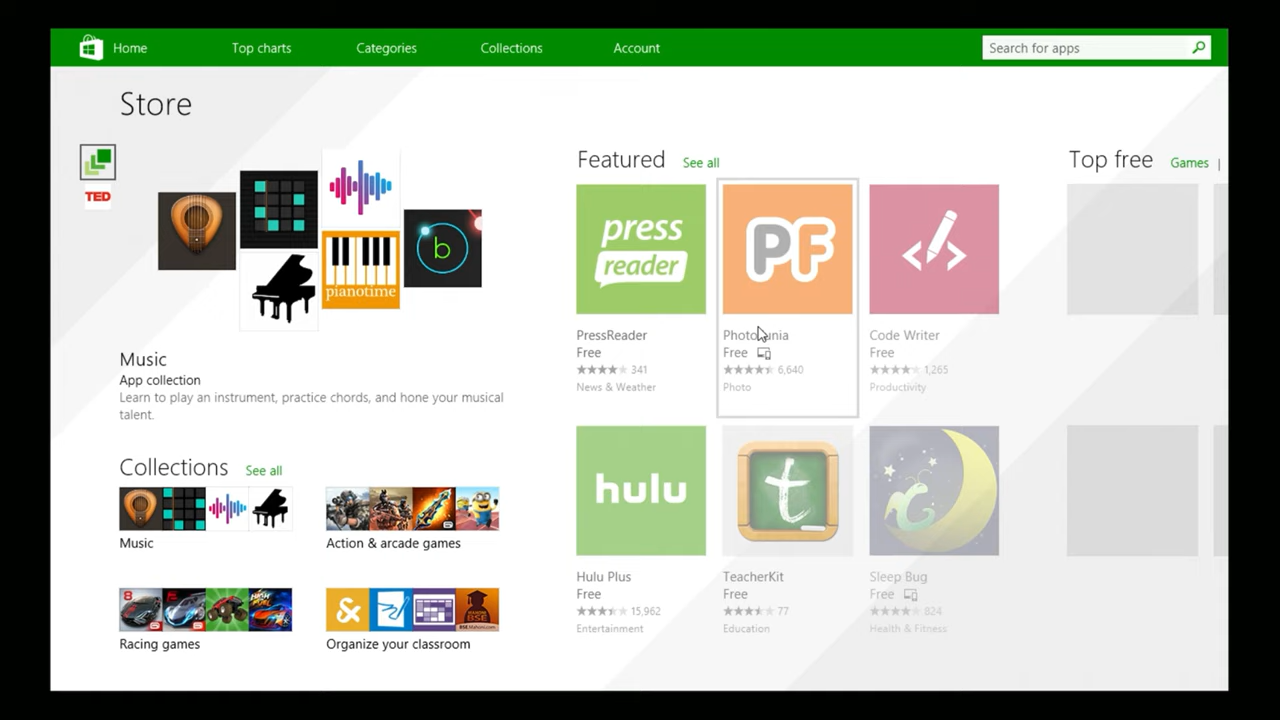 Home
Top charts
Categories
Collections
Account
Search for apps
Store
TED
b
pianotime
Music
App collection
Learn to play an instrument, practice chords, and hone your musical
talent.
Collections See all
Music
Action & arcade games
Racing games
Organize your classroom
Featured See all
press
reader
PressReader
Free
341
News & Weather
PF
Free
6,640
Photo
Code Writer
Free
1,265
Productivity
hulu
Hulu Plus
Free
15,962
Entertainment
t
TeacherKit
Free
77
Education
Sleep Bug
Free
824
Health & Fitness
Top free Games |